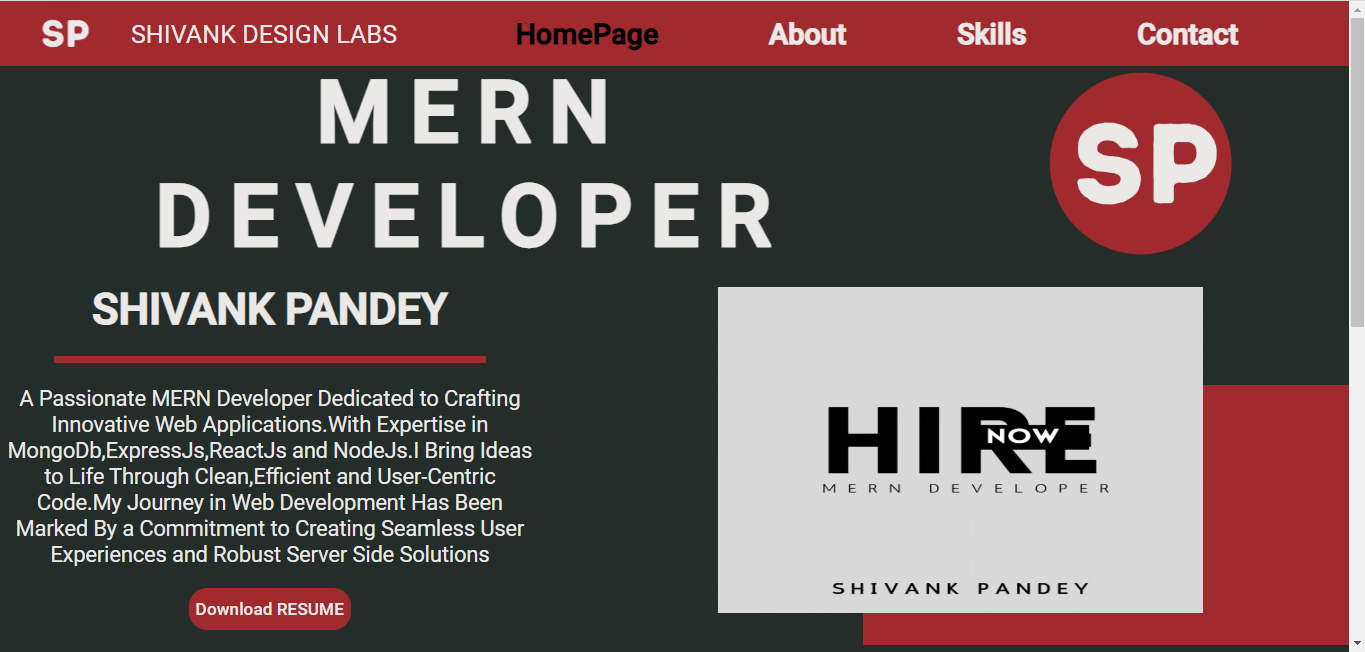 SP SHIVANK DESIGN LABS HomePage About Skills Contact
MERN
DEVELOPER
SP
SHIVANK PANDEY
A Passionate MERN Developer Dedicated to Crafting
Innovative Web Applications.With Expertise in
MongoDb,ExpressJs,ReactJs and NodeJs.I Bring Ideas
to Life Through Clean,Efficient and User-Centric
Code.My Journey in Web Development Has Been
Marked By a Commitment to Creating Seamless User
Experiences and Robust Server Side Solutions
Download RESUME
HIRE
NOW
MERN DEVELOPER
SHIVANK PANDEY